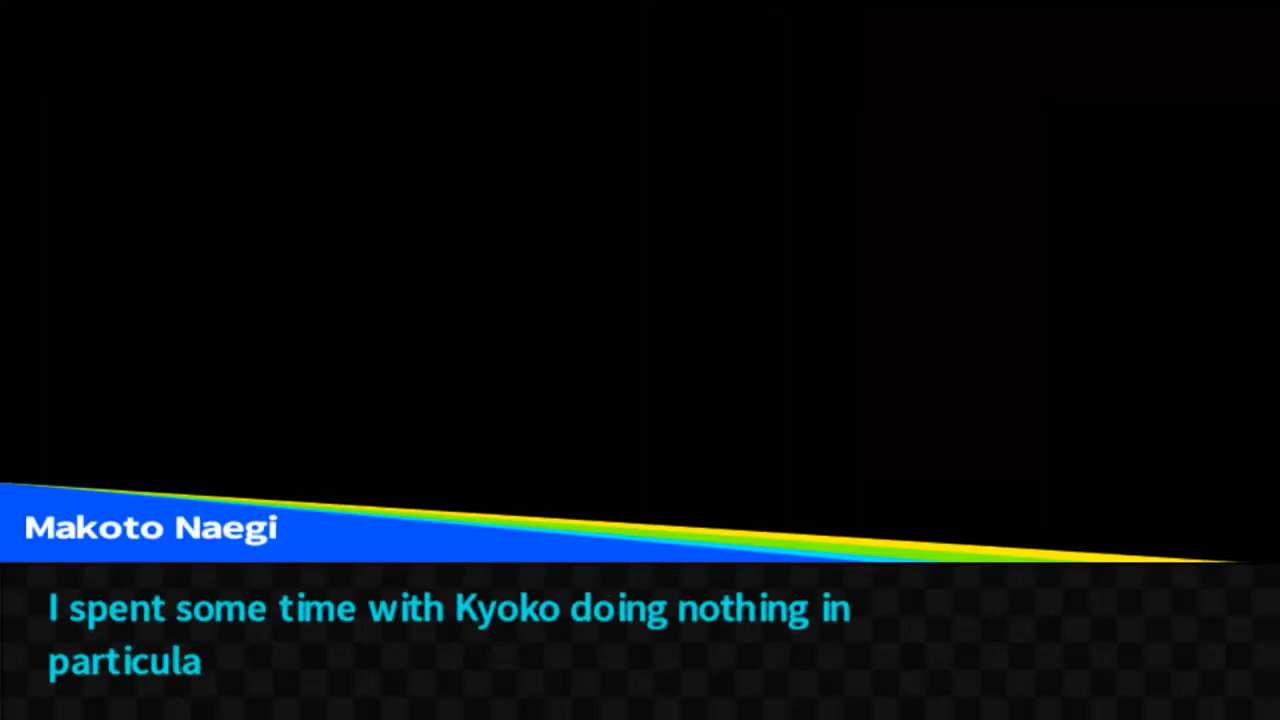 Makoto Naegi
I spent some time with Kyoko doing nothing in
particula